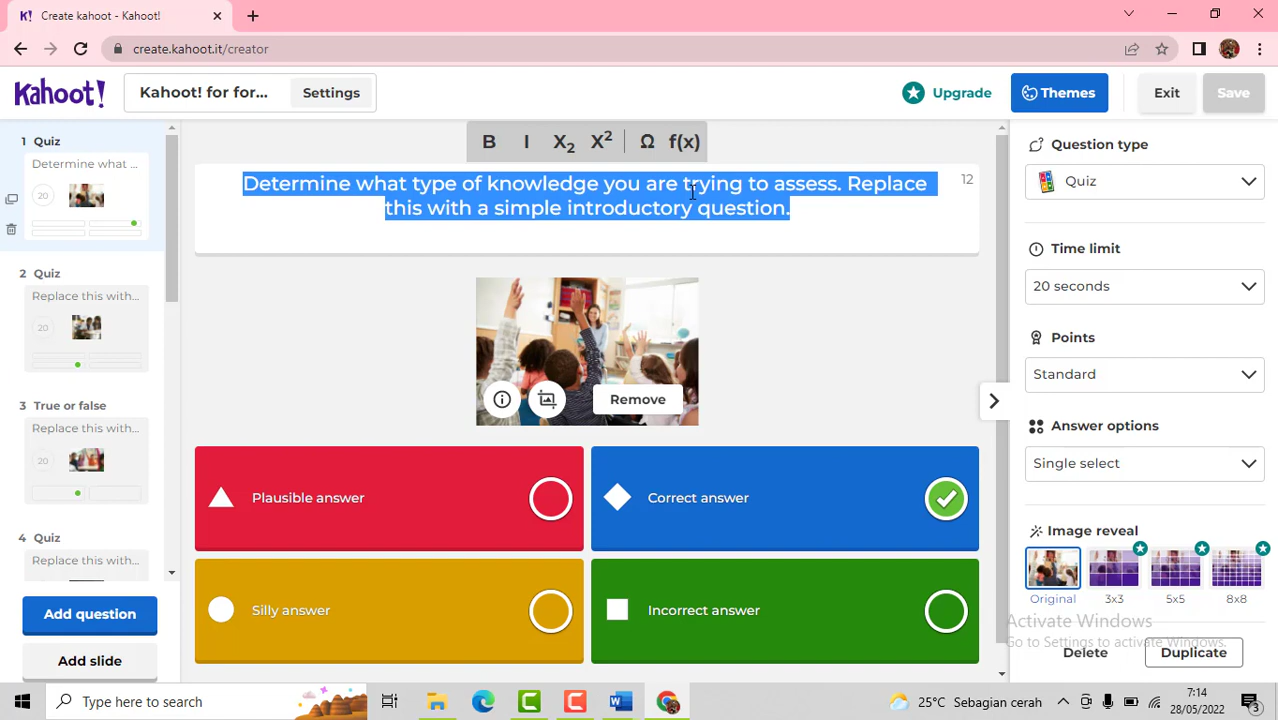 K! Create kahoot - Kahoot!
create.kahoot.it/creator
Kahoot!
Kahoot! for for...
Settings
Upgrade
Themes
Exit
Save
1 Quiz
Determine what ...
20
2 Quiz
Replace this with...
20
3 True or false
Replace this with...
20
4 Quiz
Replace this with...
Add question
Add slide
B I X2 X2 Ω f(x)
Determine what type of knowledge you are trying to assess. Replace
this with a simple introductory question.
12
Remove
Plausible answer
Correct answer
Silly answer
Incorrect answer
Question type
Quiz
Time limit
20 seconds
Points
Standard
Answer options
Single select
Image reveal
Original 3x3 5x5 8x8
Activate Windows
Go to Settings to activate Windows.
Delete
Duplicate
Type here to search
25°C Sebagian cerah
7:14
28/05/2022
3